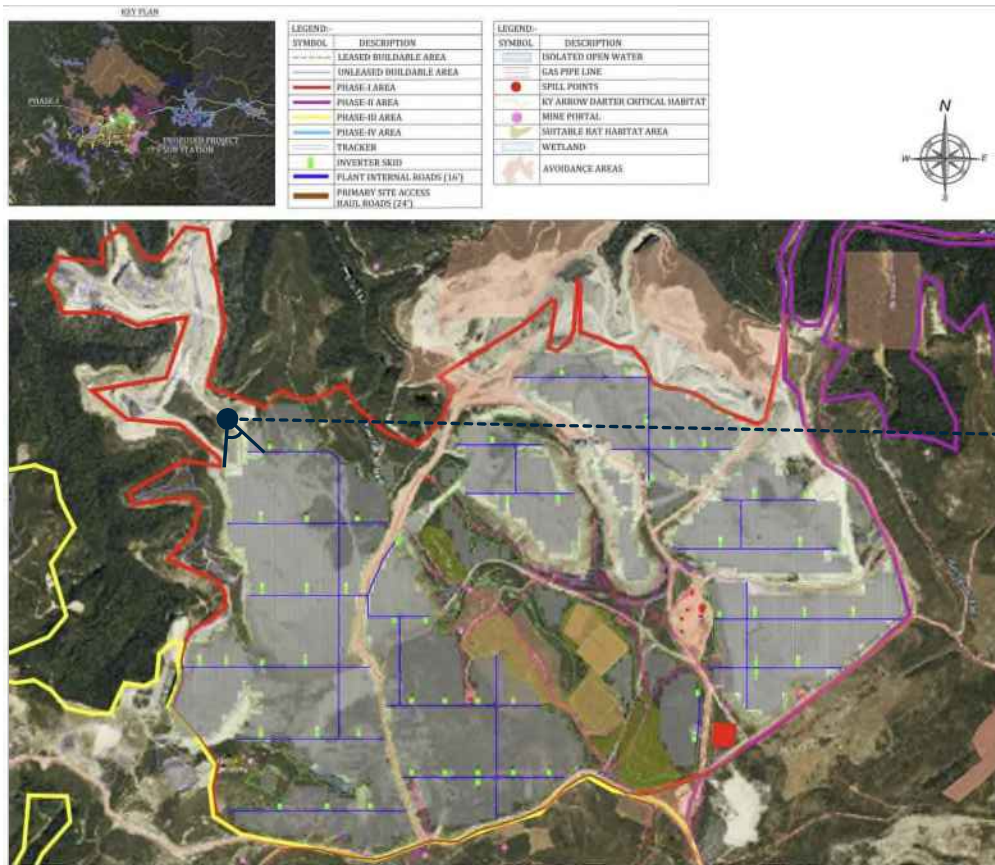 KEY PLAN
PHASE-I
PROPOSED PROJECT
SUB STATION
LEGEND:-
SYMBOL DESCRIPTION
LEASED BUILDABLE AREA
UNLEASED BUILDABLE AREA
PHASE-I AREA
PHASE-II AREA
PHASE-III AREA
PHASE-IV AREA
TRACKER
INVERTER SKID
PLANT INTERNAL ROADS (16')
PRIMARY SITE ACCESS
HAUL ROADS (24')
LEGEND:-
SYMBOL DESCRIPTION
ISOLATED OPEN WATER
GAS PIPE LINE
SPILL POINTS
KY ARROW DARTER CRITICAL HABITAT
MINE PORTAL
SUITABLE BAT HABITAT AREA
WETLAND
AVOIDANCE AREAS
N
W
E
S